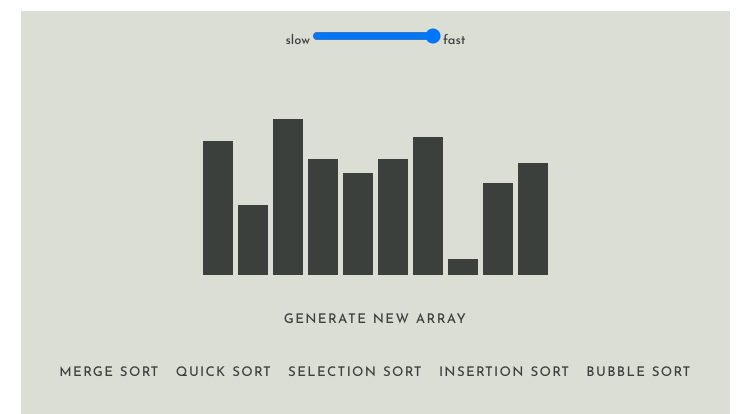 slow fast
GENERATE NEW ARRAY
MERGE SORT QUICK SORT SELECTION SORT INSERTION SORT BUBBLE SORT